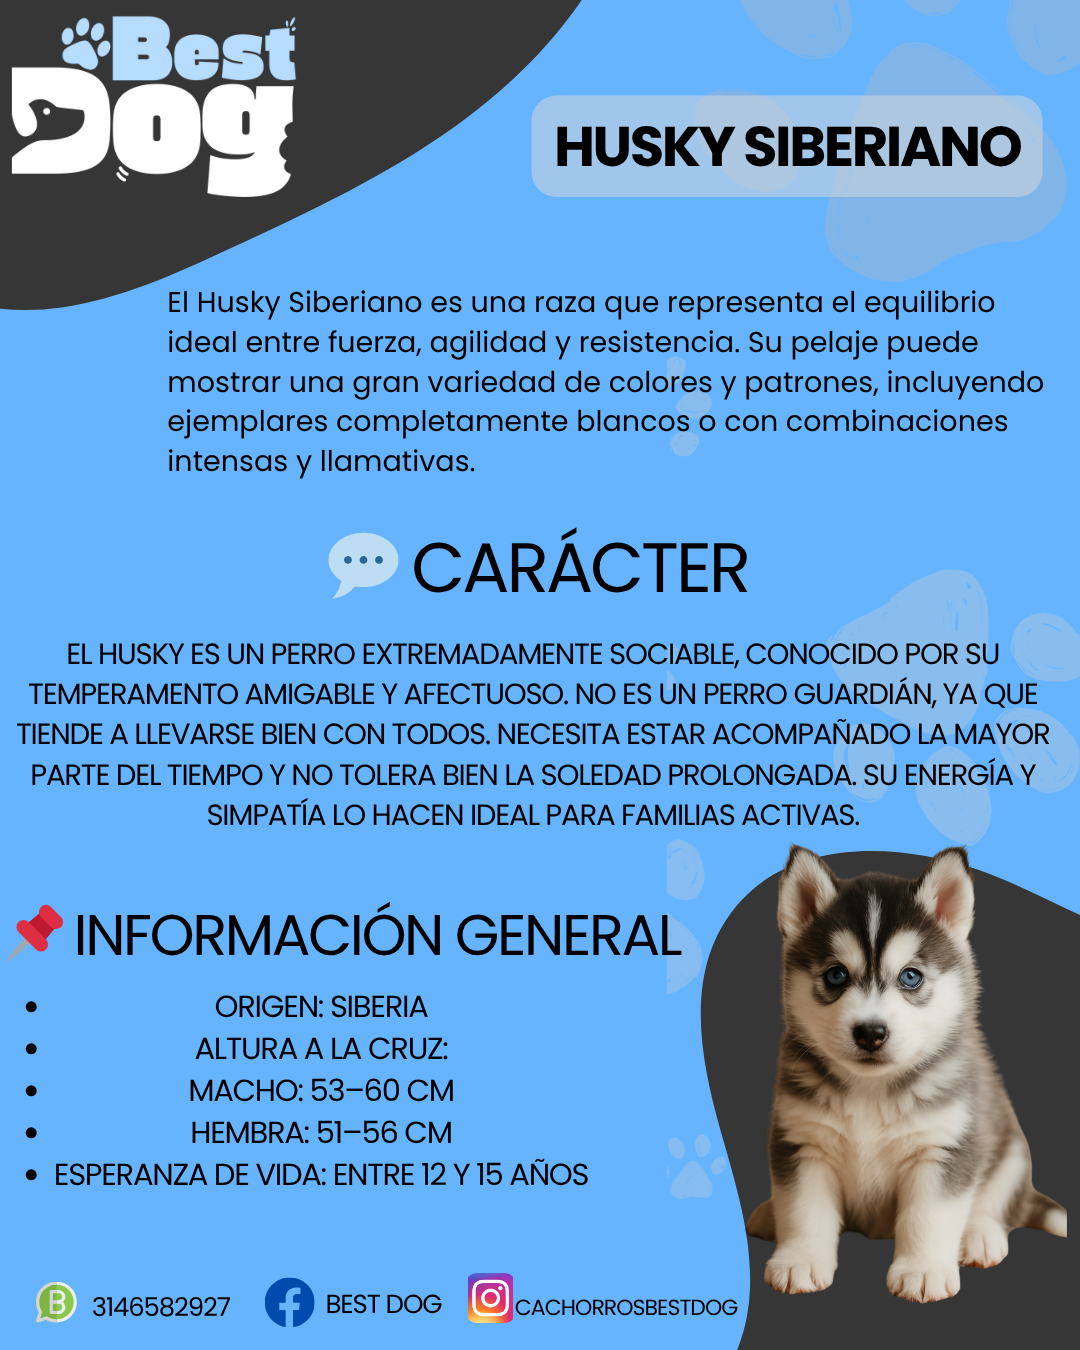 Best
Dog
HUSKY SIBERIANO
El Husky Siberiano es una raza que representa el equilibrio
ideal entre fuerza, agilidad y resistencia. Su pelaje puede
mostrar una gran variedad de colores y patrones, incluyendo
ejemplares completamente blancos o con combinaciones
intensas y llamativas.
CARÁCTER
EL HUSKY ES UN PERRO EXTREMADAMENTE SOCIABLE, CONOCIDO POR SU
TEMPERAMENTO AMIGABLE Y AFECTUOSO. NO ES UN PERRO GUARDIÁN, YA QUE
TIENDE A LLEVARSE BIEN CON TODOS. NECESITA ESTAR ACOMPAÑADO LA MAYOR
PARTE DEL TIEMPO Y NO TOLERA BIEN LA SOLEDAD PROLONGADA. SU ENERGÍA Y
SIMPATÍA LO HACEN IDEAL PARA FAMILIAS ACTIVAS.
INFORMACIÓN GENERAL
• ORIGEN: SIBERIA
• ALTURA A LA CRUZ:
• MACHO: 53–60 CM
• HEMBRA: 51–56 CM
• ESPERANZA DE VIDA: ENTRE 12 Y 15 AÑOS
B 3146582927 BEST DOG CACHORROSBESTDOG